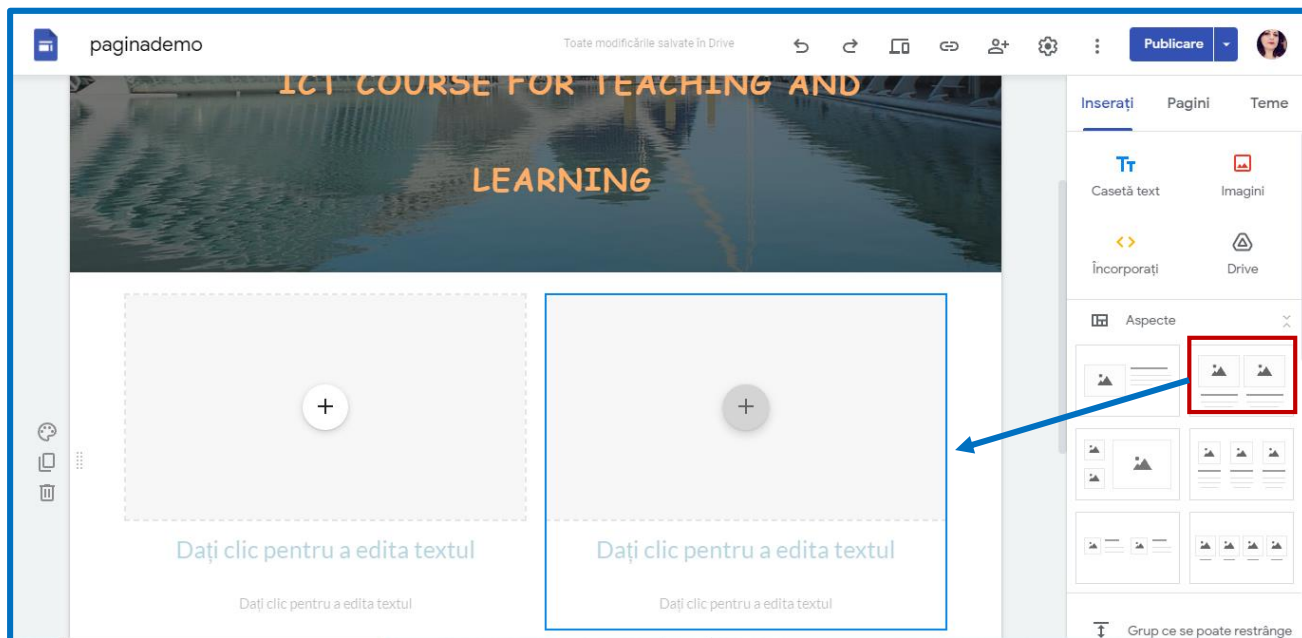 paginademo
Toate modificările salvate în Drive
Publicare
ICT COURSE FOR TEACHING AND
LEARNING
Inserați Pagini Teme
Tт
Casetă text Imagini
Încorporați Drive
Aspecte
Dați clic pentru a edita textul
Dați clic pentru a edita textul
Dați clic pentru a edita textul
Dați clic pentru a edita textul
Grup ce se poate restrânge